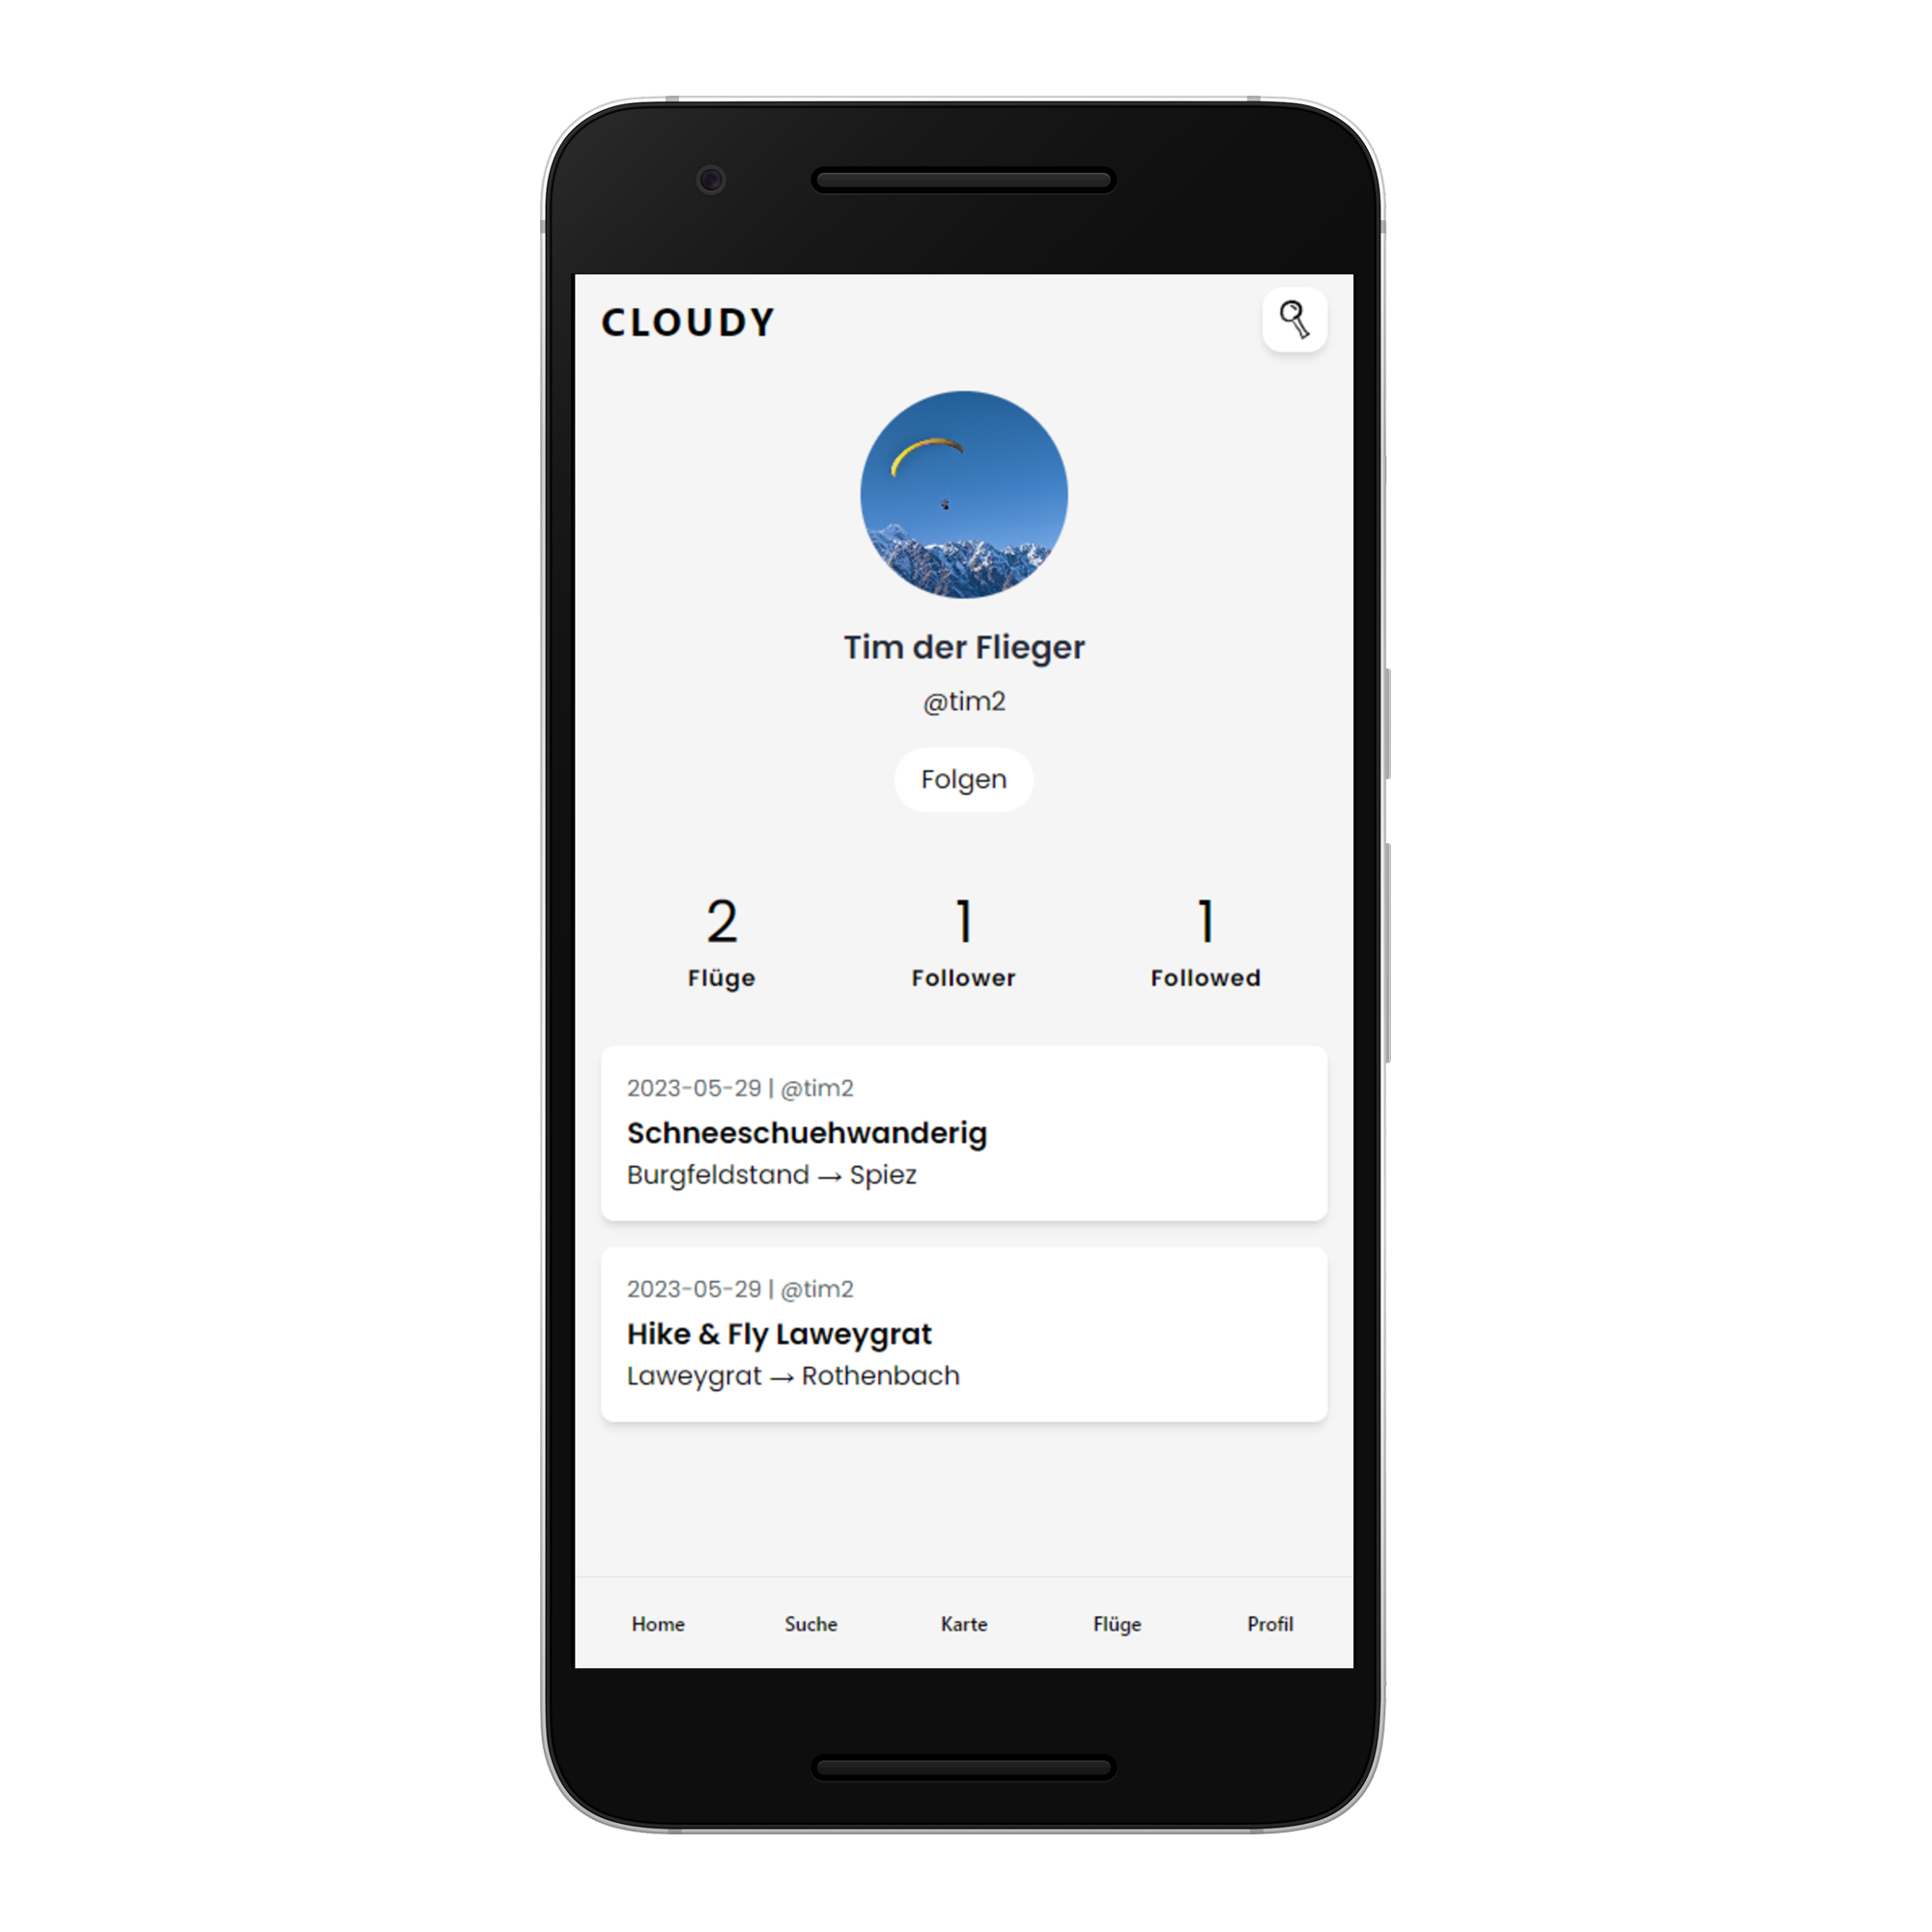 CLOUDY
Tim der Flieger
@tim2
Folgen
2 1 1
Flüge Follower Followed
2023-05-29 | @tim2
Schneeschuehwanderig
Burgfeldstand → Spiez
2023-05-29 | @tim2
Hike & Fly Laweygrat
Laweygrat → Rothenbach
Home Suche Karte Flüge Profil